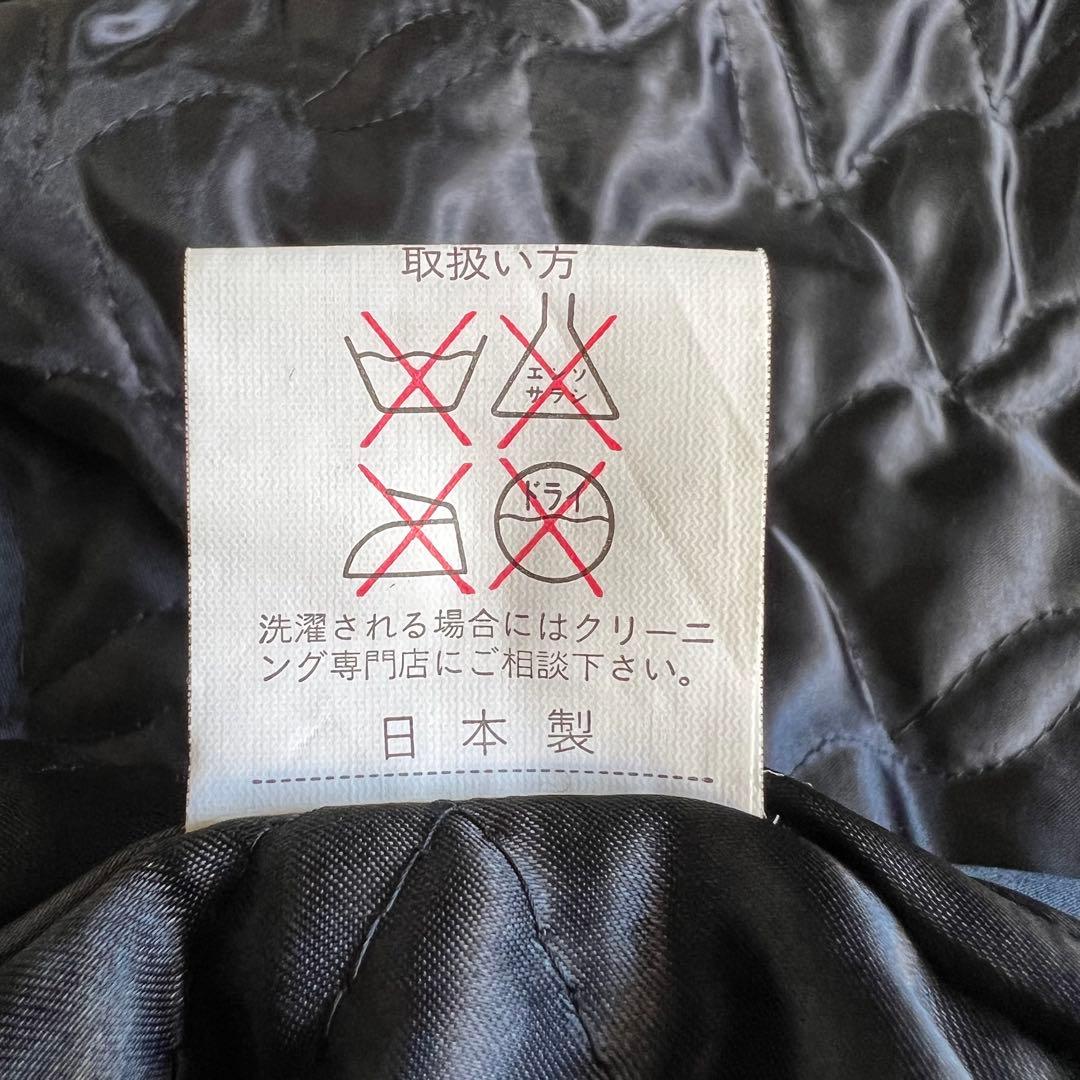 取扱い方
エンソ
サラシ
ドライ
洗濯される場合にはクリーニ
ング専門店にご相談下さい。
日本製